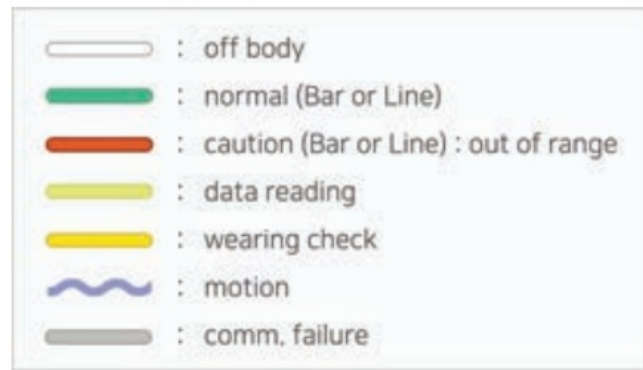 : off body
: normal (Bar or Line)
: caution (Bar or Line) : out of range
: data reading
: wearing check
: motion
: comm. failure